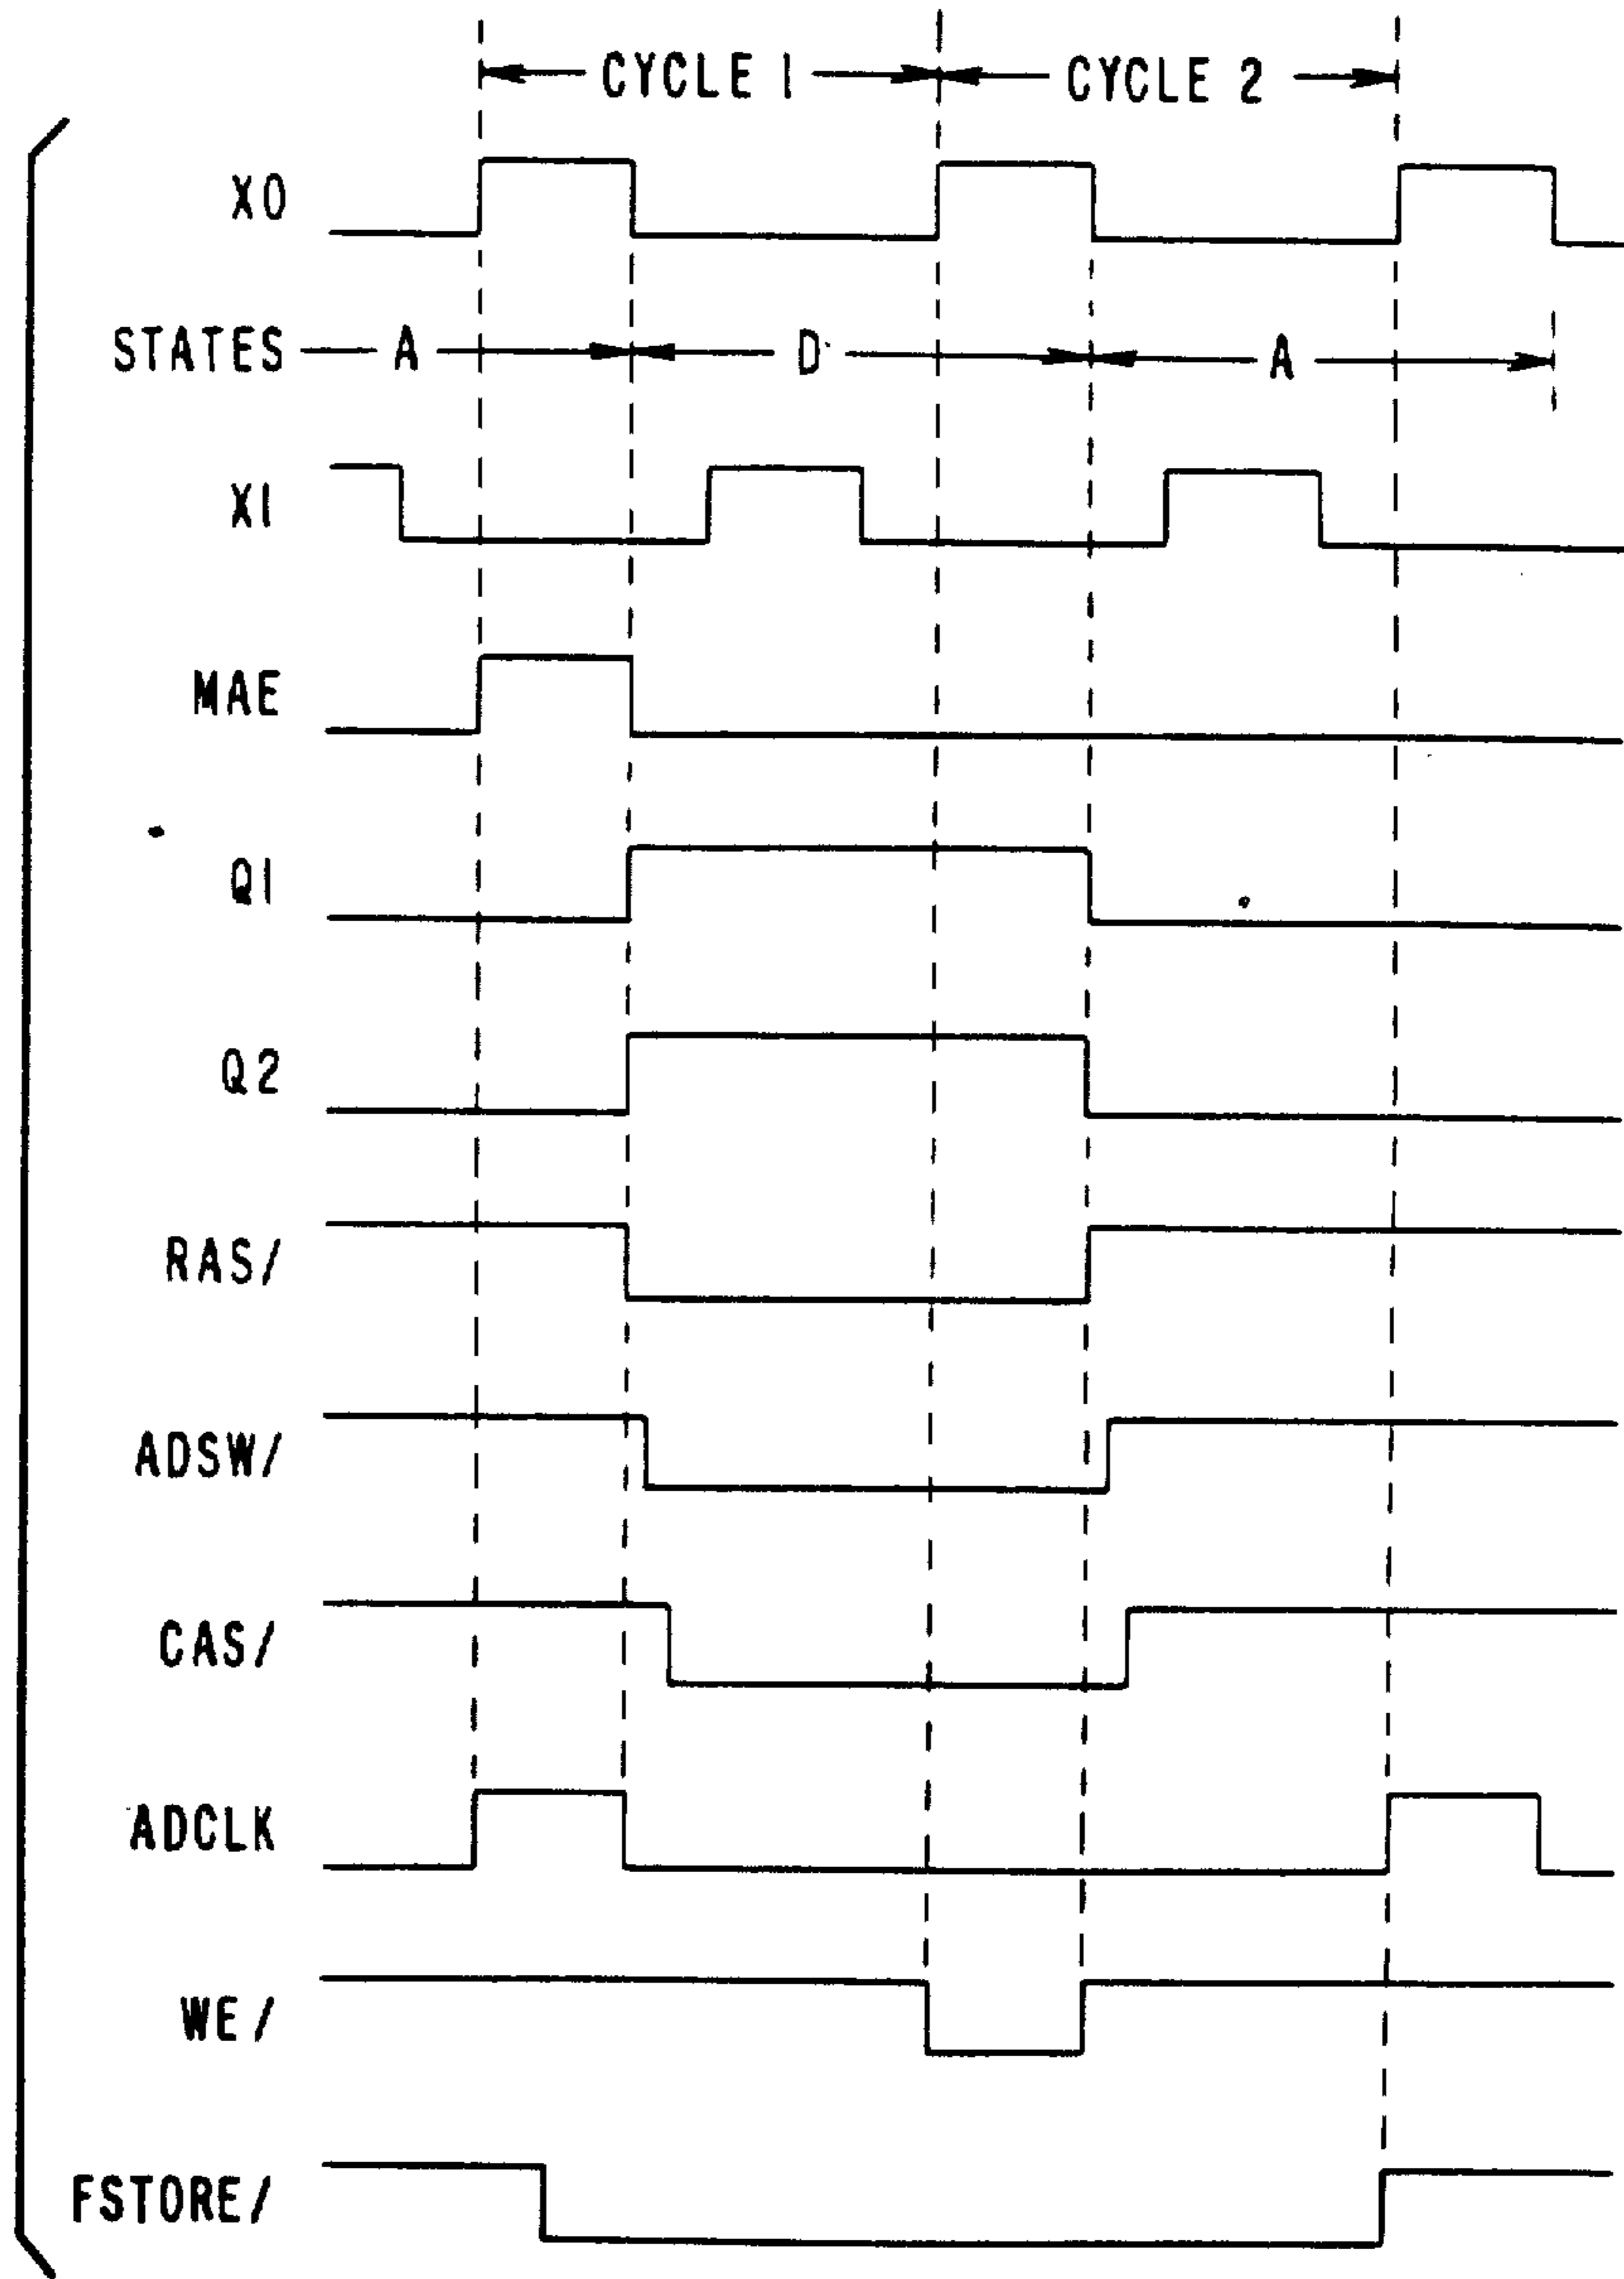 CYCLE 1 CYCLE 2
X0
STATES A D A
X1
MAE
Q1
Q2
RAS/
ADSW/
CAS/
ADCLK
WE/
FSTORE/